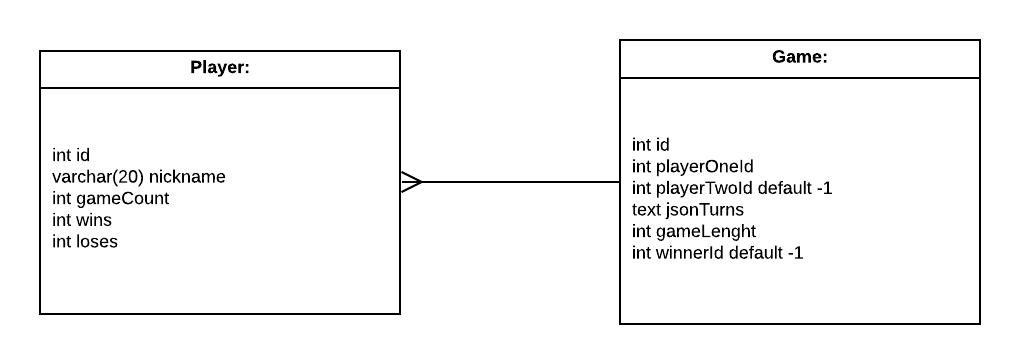 Player:
int id
varchar(20) nickname
int gameCount
int wins
int loses
Game:
int id
int playerOneId
int playerTwoId default -1
text jsonTurns
int gameLenght
int winnerId default -1